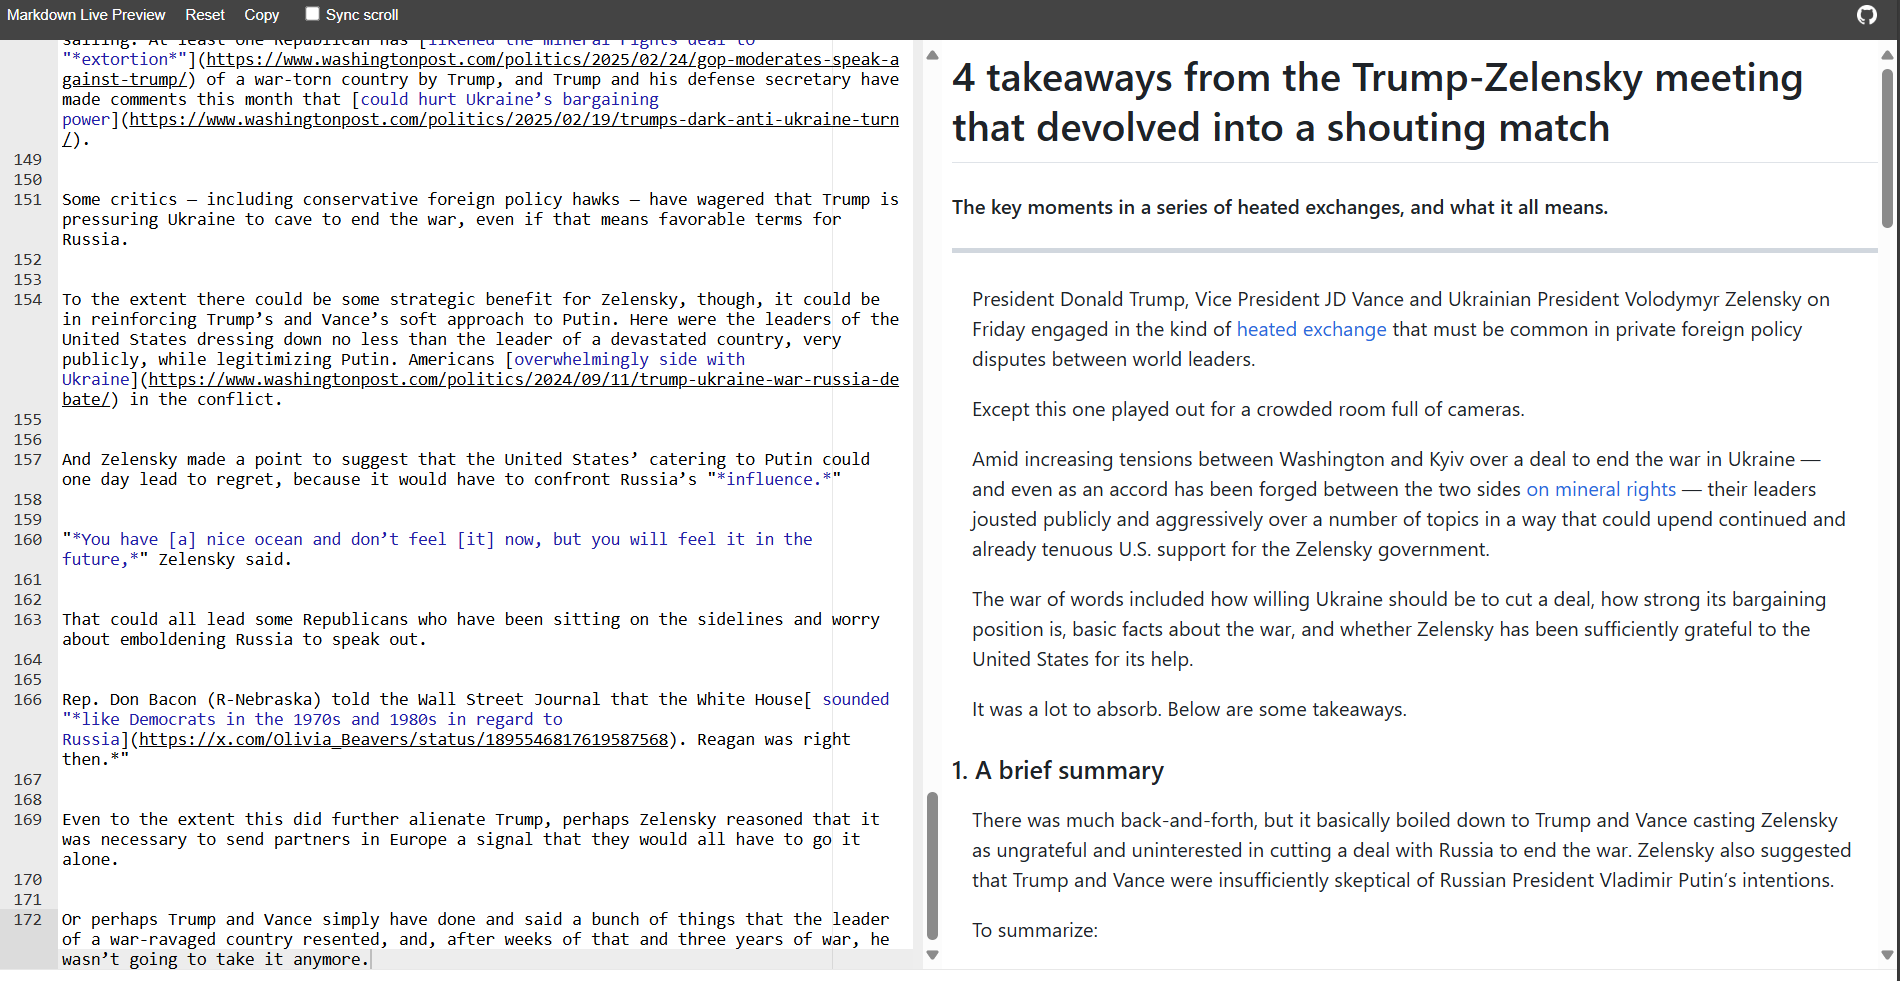 Markdown Live Preview Reset Copy Sync scroll
sailing. At least one Republican has [likened the mineral rights deal to
"*extortion*"](https://www.washingtonpost.com/politics/2025/02/24/gop-moderates-speak-a
gainst-trump/) of a war-torn country by Trump, and Trump and his defense secretary have
made comments this month that [could hurt Ukraine’s bargaining
power](https://www.washingtonpost.com/politics/2025/02/19/trumps-dark-anti-ukraine-turn
/).
149
150
151 Some critics — including conservative foreign policy hawks — have wagered that Trump is
pressuring Ukraine to cave to end the war, even if that means favorable terms for
Russia.
152
153
154 To the extent there could be some strategic benefit for Zelensky, though, it could be
in reinforcing Trump’s and Vance’s soft approach to Putin. Here were the leaders of the
United States dressing down no less than the leader of a devastated country, very
publicly, while legitimizing Putin. Americans [overwhelmingly side with
Ukraine](https://www.washingtonpost.com/politics/2024/09/11/trump-ukraine-war-russia-de
bate/) in the conflict.
155
156
157 And Zelensky made a point to suggest that the United States’ catering to Putin could
one day lead to regret, because it would have to confront Russia’s "*influence.*"
158
159
160 "*You have [a] nice ocean and don’t feel [it] now, but you will feel it in the
future,*" Zelensky said.
161
162
163 That could all lead some Republicans who have been sitting on the sidelines and worry
about emboldening Russia to speak out.
164
165
166 Rep. Don Bacon (R-Nebraska) told the Wall Street Journal that the White House[ sounded
"*like Democrats in the 1970s and 1980s in regard to
Russia](https://x.com/Olivia_Beavers/status/1895546817619587568). Reagan was right
then.*"
167
168
169 Even to the extent this did further alienate Trump, perhaps Zelensky reasoned that it
was necessary to send partners in Europe a signal that they would all have to go it
alone.
170
171
172 Or perhaps Trump and Vance simply have done and said a bunch of things that the leader
of a war-ravaged country resented, and, after weeks of that and three years of war, he
wasn’t going to take it anymore.
4 takeaways from the Trump-Zelensky meeting
that devolved into a shouting match
The key moments in a series of heated exchanges, and what it all means.
President Donald Trump, Vice President JD Vance and Ukrainian President Volodymyr Zelensky on
Friday engaged in the kind of heated exchange that must be common in private foreign policy
disputes between world leaders.
Except this one played out for a crowded room full of cameras.
Amid increasing tensions between Washington and Kyiv over a deal to end the war in Ukraine —
and even as an accord has been forged between the two sides on mineral rights — their leaders
jousted publicly and aggressively over a number of topics in a way that could upend continued and
already tenuous U.S. support for the Zelensky government.
The war of words included how willing Ukraine should be to cut a deal, how strong its bargaining
position is, basic facts about the war, and whether Zelensky has been sufficiently grateful to the
United States for its help.
It was a lot to absorb. Below are some takeaways.
1. A brief summary
There was much back-and-forth, but it basically boiled down to Trump and Vance casting Zelensky
as ungrateful and uninterested in cutting a deal with Russia to end the war. Zelensky also suggested
that Trump and Vance were insufficiently skeptical of Russian President Vladimir Putin’s intentions.
To summarize: